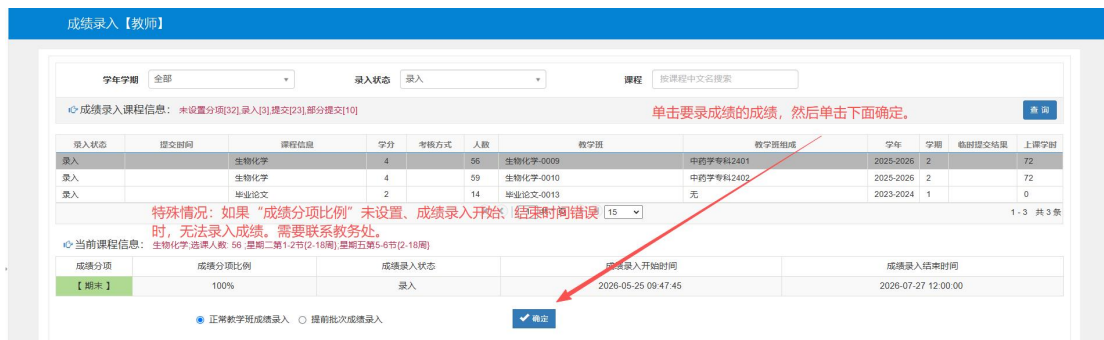 成绩录入【教师】
学年学期 全部 录入状态 录入 课程 按课程中文名搜索
成绩录入课程信息： 未设置分项[32],录入[3],提交[23],部分提交[10] 单击要录成绩的成绩，然后单击下面确定。 查 询
录入状态 提交时间 课程信息 学分 考核方式 人数 教学班 教学班组成 学年 学期 临时提交结果 上课学时
录入 生物化学 4 56 生物化学-0009 中药学专科2401 2025-2026 2 72
录入 生物化学 4 59 生物化学-0010 中药学专科2402 2025-2026 2 72
录入 毕业论文 2 14 毕业论文-0013 无 2023-2024 1 0
特殊情况：如果“成绩分项比例”未设置、成绩录入开始、结束时间错误 15 1 - 3 共 3 条
时，无法录入成绩。需要联系教务处。
当前课程信息： 生物化学;选课人数: 56 ;星期二第1-2节{2-18周};星期五第5-6节{2-18周}
成绩分项 成绩分项比例 成绩录入状态 成绩录入开始时间 成绩录入结束时间
【 期末 】 100% 录入 2026-05-25 09:47:45 2026-07-27 12:00:00
正常教学班成绩录入 提前批次成绩录入 确定